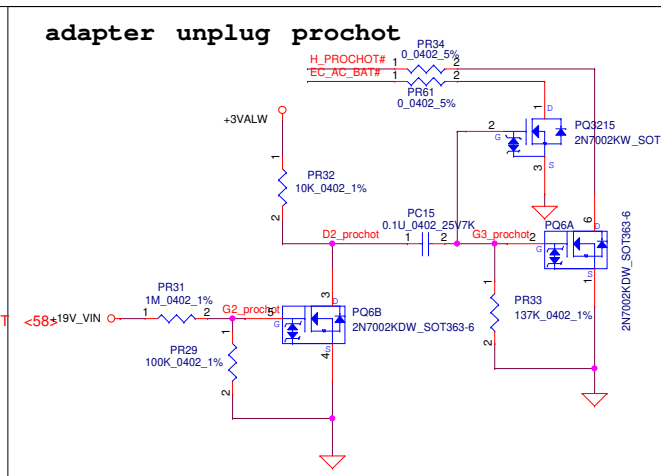 adapter unplug prochot
PR34
0_0402_5%
H_PROCHOT#
1
2
EC_AC_BAT#
1
2
PR61
0_0402_5%
+3VALW
1
D
2
G
PQ3215
2N7002KW_SOT
3
S
1
PR32
10K_0402_1%
2
PC15
0.1U_0402_25V7K
D2_prochot
1
2
G3_prochot
2
G
PQ6A
6
D
S
1
2N7002KDW_SOT363-6
PR31
1M_0402_1%
T <58>
+19V_VIN
1
2
G2_prochot
5
G
3
D
PQ6B
2N7002KDW_SOT363-6
S
4
1
PR33
137K_0402_1%
2
1
PR29
100K_0402_1%
2